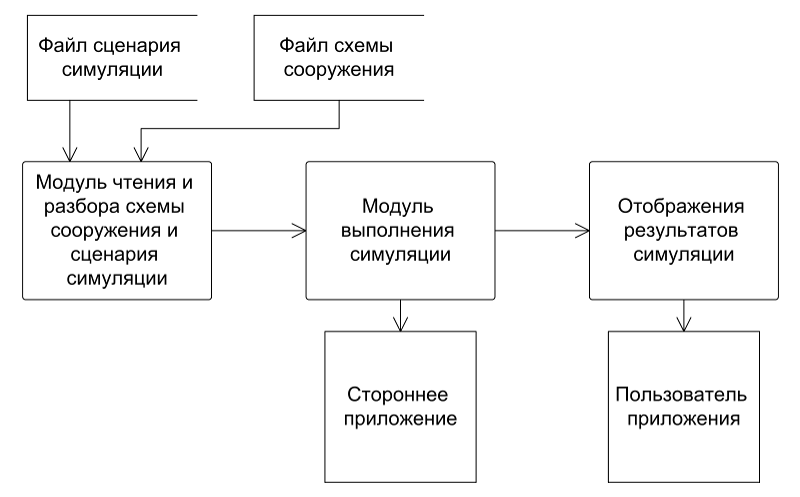 Файл сценария
симуляции
Файл схемы
сооружения
Модуль чтения и
разбора схемы
сооружения и
сценария
симуляции
Модуль
выполнения
симуляции
Отображения
результатов
симуляции
Стороннее
приложение
Пользователь
приложения